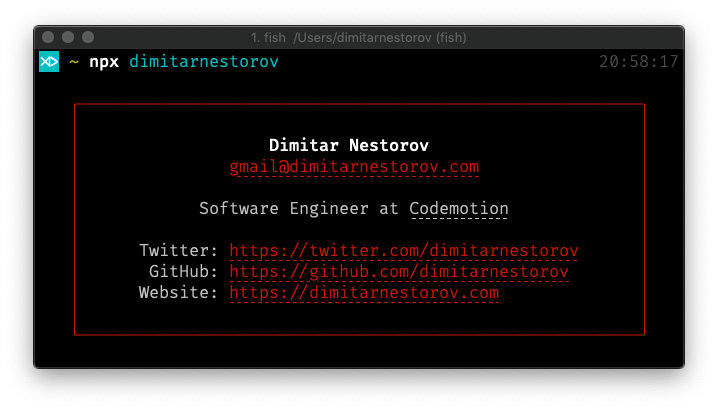 1. fish /Users/dimitarnestorov (fish)
~ npx dimitarnestorov 20:58:17
Dimitar Nestorov
gmail@dimitarnestorov.com
Software Engineer at Codemotion
Twitter: https://twitter.com/dimitarnestorov
GitHub: https://github.com/dimitarnestorov
Website: https://dimitarnestorov.com